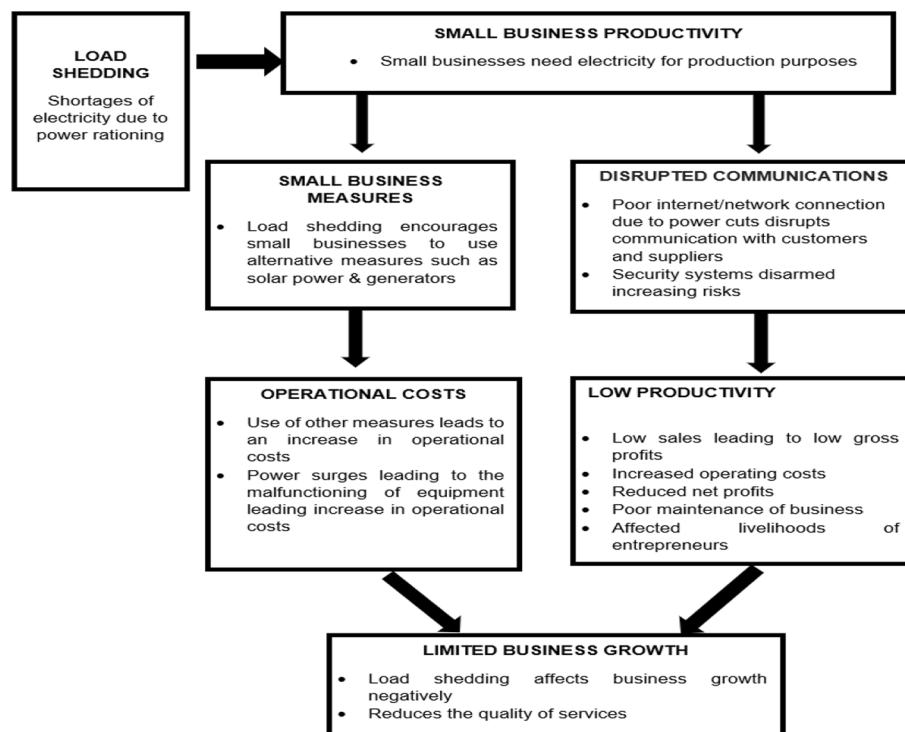 LOAD
SHEDDING
Shortages of
electricity due to
power rationing
SMALL BUSINESS PRODUCTIVITY
• Small businesses need electricity for production purposes
SMALL BUSINESS
MEASURES
• Load shedding encourages
small businesses to use
alternative measures such as
solar power & generators
DISRUPTED COMMUNICATIONS
• Poor internet/network connection
due to power cuts disrupts
communication with customers
and suppliers
• Security systems disarmed
increasing risks
OPERATIONAL COSTS
• Use of other measures leads to
an increase in operational
costs
• Power surges leading to the
malfunctioning of equipment
leading increase in operational
costs
LOW PRODUCTIVITY
• Low sales leading to low gross
profits
• Increased operating costs
• Reduced net profits
• Poor maintenance of business
• Affected livelihoods of
entrepreneurs
LIMITED BUSINESS GROWTH
• Load shedding affects business growth
negatively
• Reduces the quality of services